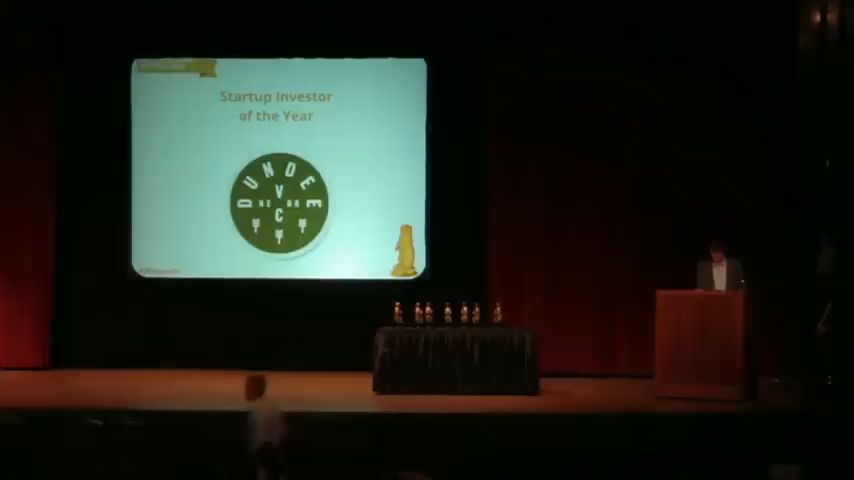 Startup Investor
of the Year
DUNDEE
VC